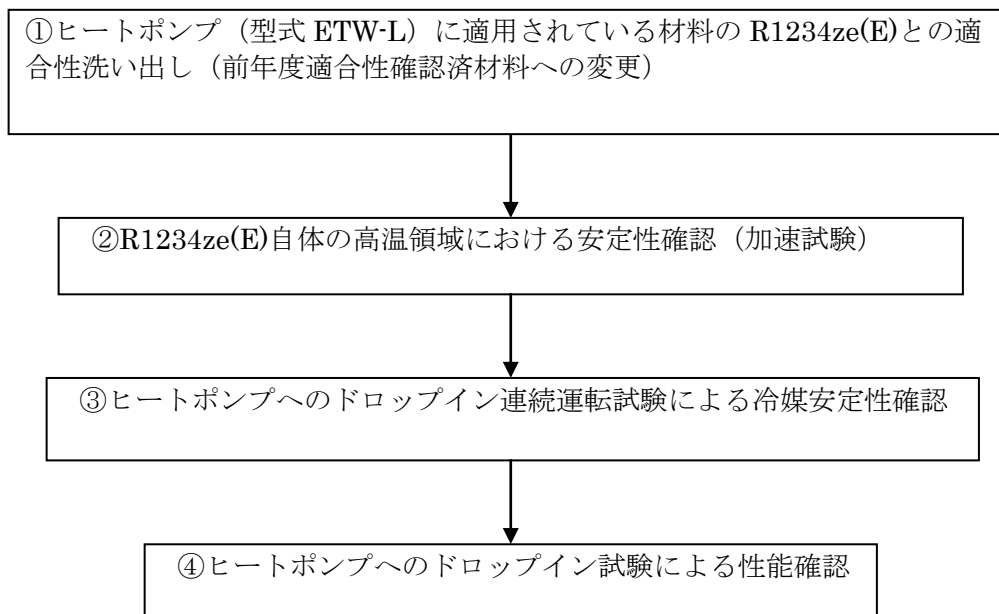 ①ヒートポンプ（型式 ETW-L）に適用されている材料の R1234ze(E)との適
合性洗い出し（前年度適合性確認済材料への変更）
②R1234ze(E)自体の高温領域における安定性確認（加速試験）
③ヒートポンプへのドロップイン連続運転試験による冷媒安定性確認
④ヒートポンプへのドロップイン試験による性能確認